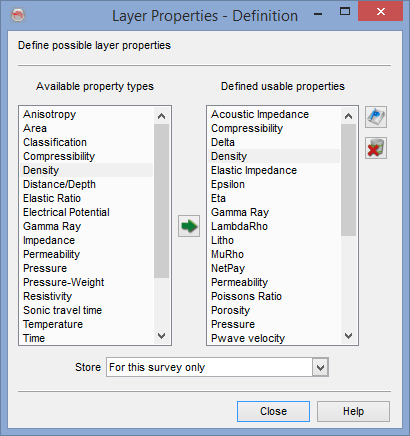 Layer Properties - Definition
Define possible layer properties
Available property types
Anisotropy
Area
Classification
Compressibility
Density
Distance/Depth
Elastic Ratio
Electrical Potential
Gamma Ray
Impedance
Permeability
Pressure
Pressure-Weight
Resistivity
Sonic travel time
Temperature
Time
Defined usable properties
Acoustic Impedance
Compressibility
Delta
Density
Elastic Impedance
Epsilon
Eta
Gamma Ray
LambdaRho
Litho
MuRho
NetPay
Permeability
Poissons Ratio
Porosity
Pressure
Pwave velocity
Store For this survey only
Close Help